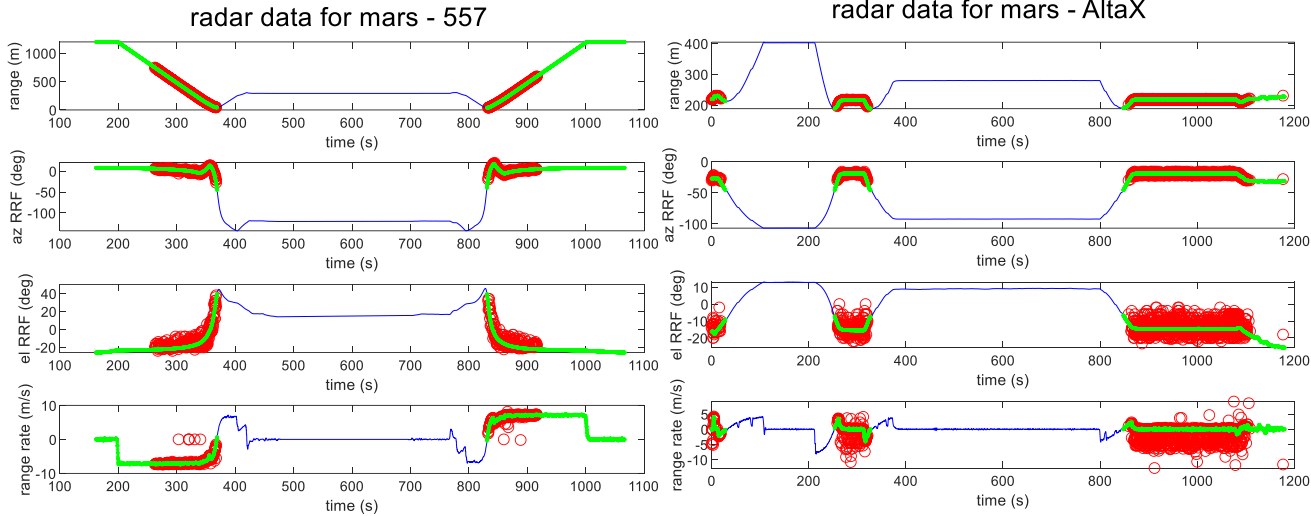 radar data for mars - 557
range (m)
1000
500
0
100 200 300 400 500 600 700 800 900 1000 1100
time (s)
az RRF (deg)
0
-50
-100
100 200 300 400 500 600 700 800 900 1000 1100
time (s)
el RRF (deg)
40
20
0
-20
100 200 300 400 500 600 700 800 900 1000 1100
time (s)
range rate (m/s)
10
0
-10
100 200 300 400 500 600 700 800 900 1000 1100
time (s)
radar data for mars - AltaX
range (m)
400
300
200
0 200 400 600 800 1000 1200
time (s)
az RRF (deg)
0
-50
-100
0 200 400 600 800 1000 1200
time (s)
el RRF (deg)
10
0
-10
-20
0 200 400 600 800 1000 1200
time (s)
range rate (m/s)
5
0
-5
-10
0 200 400 600 800 1000 1200
time (s)